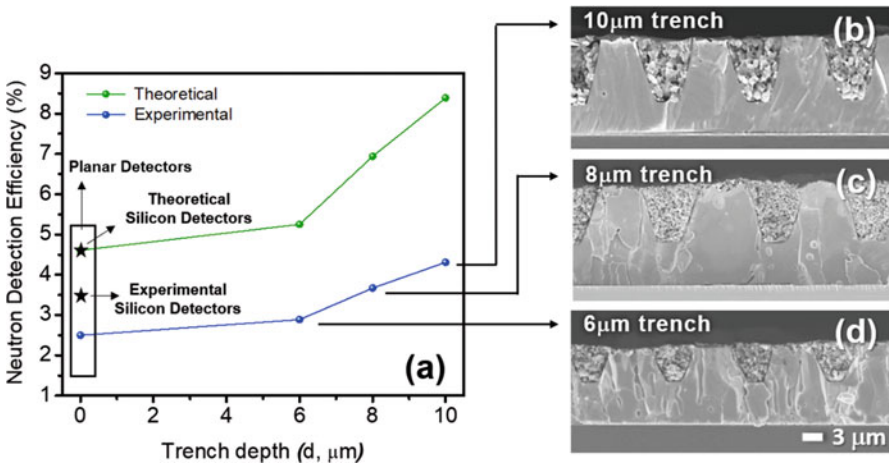 10μm trench
(b)
9
8
7
6
5
4
3
2
1
Neutron Detection Efficiency (%)
Theoretical
Experimental
Planar Detectors
Theoretical
Silicon Detectors
Experimental
Silicon Detectors
(a)
0
2
4
6
8
10
Trench depth (d, μm)
8μm trench
(c)
6μm trench
(d)
3 μm